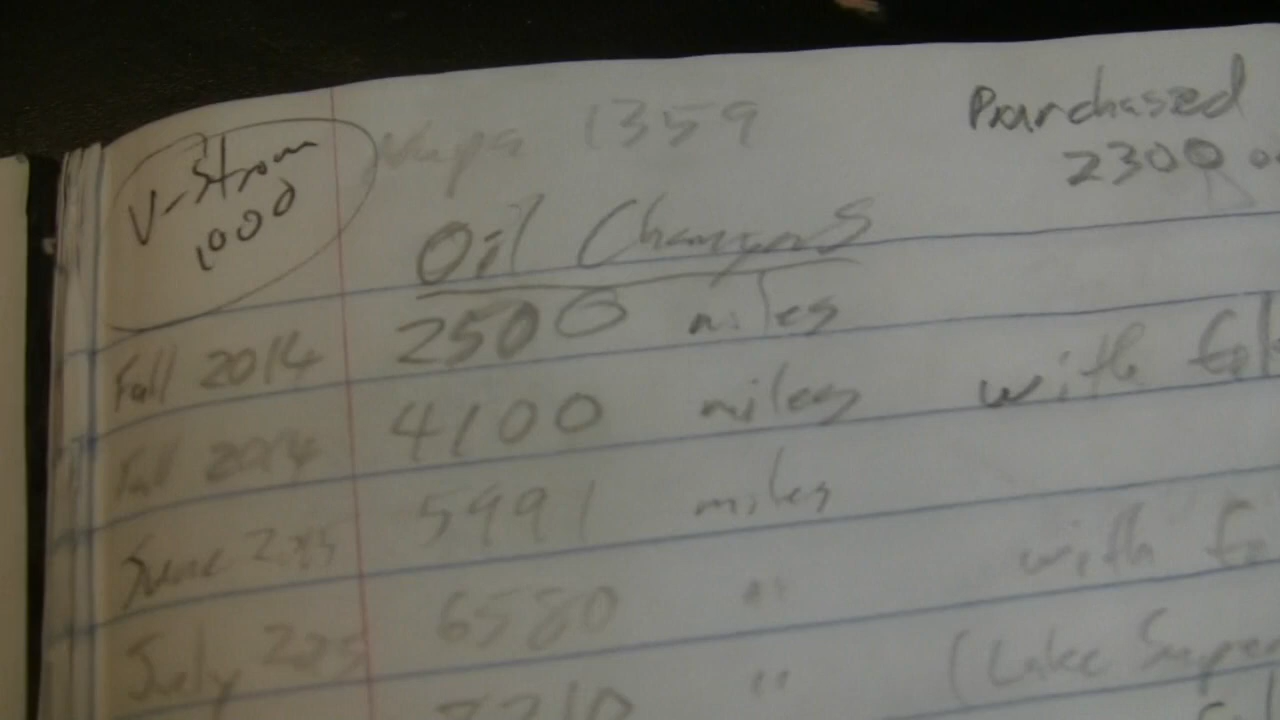 V-Strom
1000
Napa 1359
Purchased
2300
Oil Changes
Fall 2014 2500 miles
Fall 2014 4100 miles with
June 2015 5991 miles
July 2015 6580 " with
" (Lake